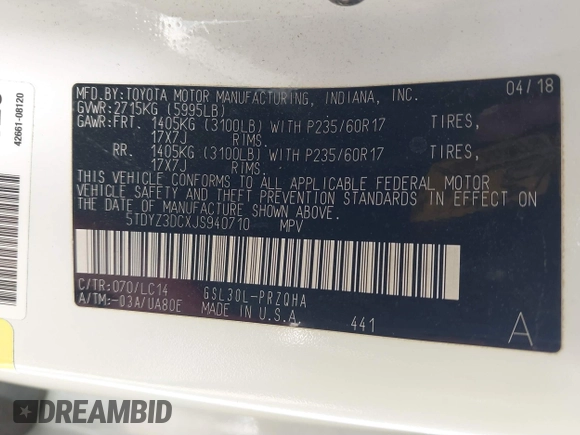 MFD.BY:TOYOTA MOTOR MANUFACTURING, INDIANA, INC. 04/18
GVWR:2715KG (5995LB)
GAWR:FRT. 1405KG (3100LB) WITH P235/60R17 TIRES,
17X7J RIMS.
RR. 1405KG (3100LB) WITH P235/60R17 TIRES,
17X7J RIMS.
THIS VEHICLE CONFORMS TO ALL APPLICABLE FEDERAL MOTOR
VEHICLE SAFETY AND THEFT PREVENTION STANDARDS IN EFFECT ON
THE DATE OF MANUFACTURE SHOWN ABOVE.
5TDYZ3DCXJS940710 MPV
C/TR:070/LC14 GSL30L-PRZQHA
A/TM:-03A/UA80E MADE IN U.S.A.
441 A
42661-08120
DREAMBID